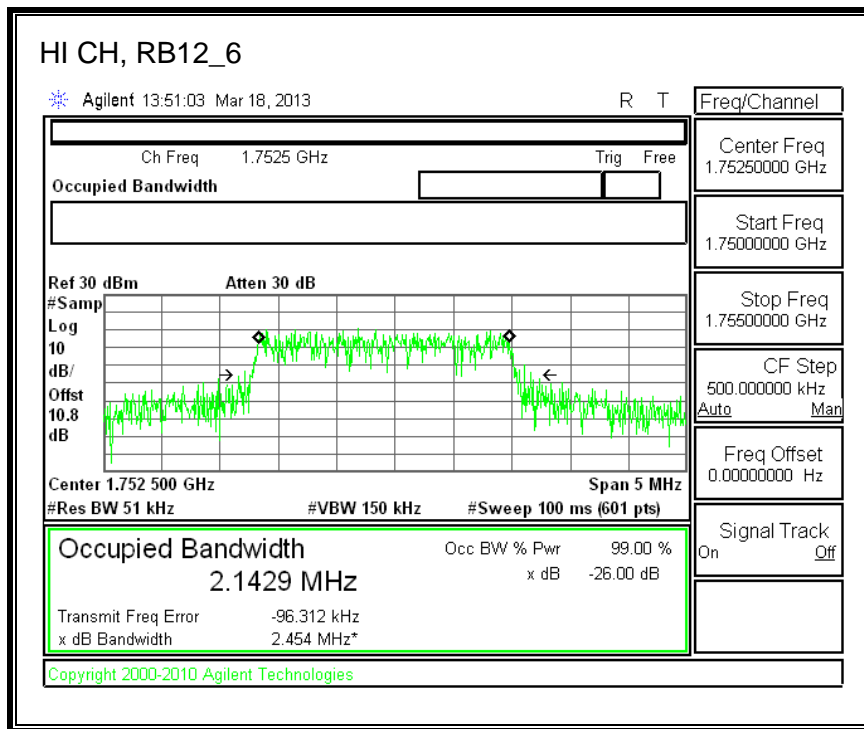 HI CH, RB12_6
Agilent 13:51:03 Mar 18, 2013 R T
Ch Freq 1.7525 GHz Trig Free
Occupied Bandwidth
Ref 30 dBm Atten 30 dB
#Samp
Log
10
dB/
Offst
10.8
dB
Center 1.752 500 GHz Span 5 MHz
#Res BW 51 kHz #VBW 150 kHz #Sweep 100 ms (601 pts)
Occupied Bandwidth Occ BW % Pwr 99.00 %
2.1429 MHz x dB -26.00 dB
Transmit Freq Error -96.312 kHz
x dB Bandwidth 2.454 MHz*
Copyright 2000-2010 Agilent Technologies
Freq/Channel
Center Freq
1.75250000 GHz
Start Freq
1.75000000 GHz
Stop Freq
1.75500000 GHz
CF Step
500.000000 kHz
Auto Man
Freq Offset
0.00000000 Hz
Signal Track
On Off